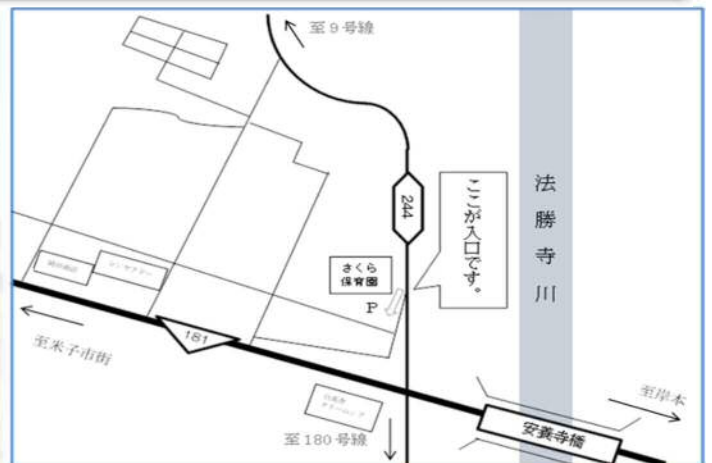 至9号線
244
ここが入口です。
法勝寺川
さくら
保育園
P
181
至米子市街
至岸本
安養寺橋
至180号線